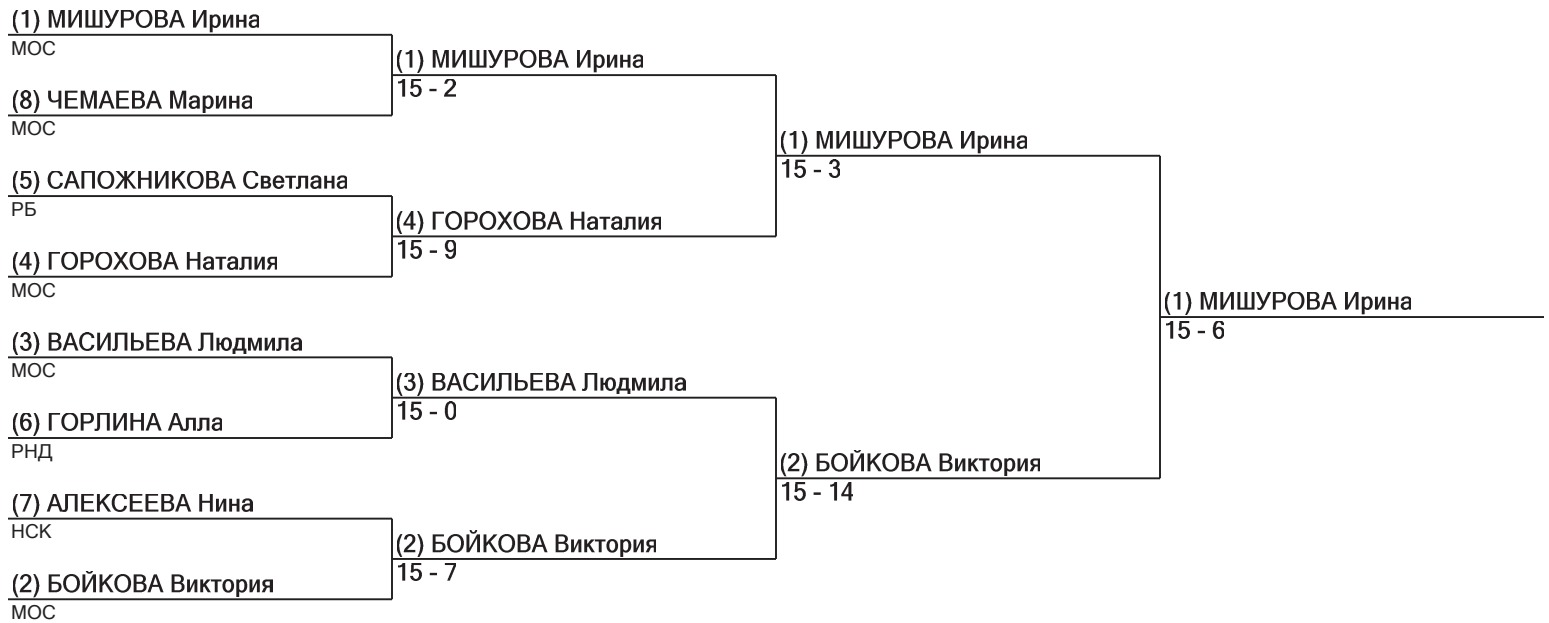 (1) МИШУРОВА Ирина
МОС
(8) ЧЕМАЕВА Марина
МОС
(5) САПОЖНИКОВА Светлана
РБ
(4) ГОРОХОВА Наталия
МОС
(3) ВАСИЛЬЕВА Людмила
МОС
(6) ГОРЛИНА Алла
РНД
(7) АЛЕКСЕЕВА Нина
НСК
(2) БОЙКОВА Виктория
МОС
(1) МИШУРОВА Ирина
15 - 2
(4) ГОРОХОВА Наталия
15 - 9
(3) ВАСИЛЬЕВА Людмила
15 - 0
(2) БОЙКОВА Виктория
15 - 7
(1) МИШУРОВА Ирина
15 - 3
(2) БОЙКОВА Виктория
15 - 14
(1) МИШУРОВА Ирина
15 - 6